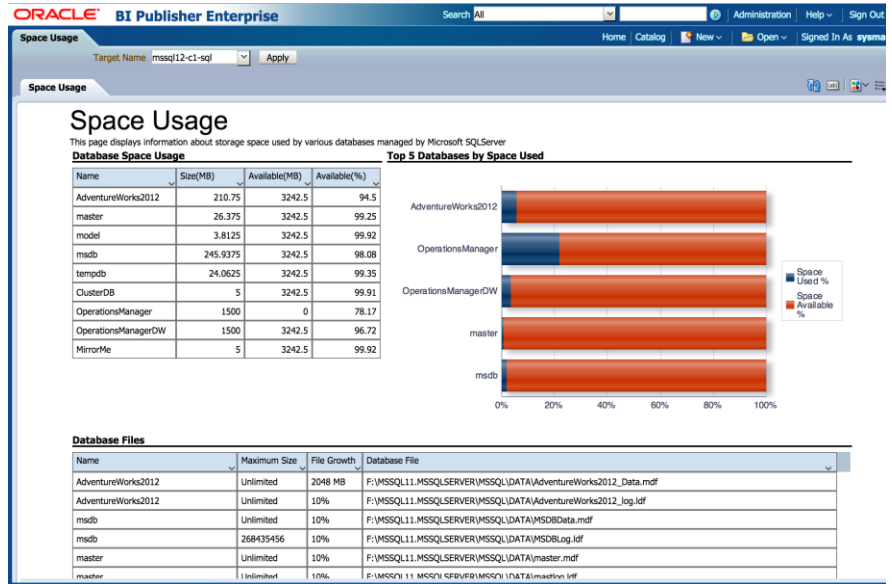 ORACLE BI Publisher Enterprise Search All Administration Help Sign Out
Space Usage Home Catalog New Open Signed In As sysma
Target Name mssql12-c1-sql Apply
Space Usage
Space Usage
This page displays information about storage space used by various databases managed by Microsoft SQLServer
Database Space Usage
Name Size(MB) Available(MB) Available(%)
AdventureWorks2012 210.75 3242.5 94.5
master 26.375 3242.5 99.25
model 3.8125 3242.5 99.92
msdb 245.9375 3242.5 98.08
tempdb 24.0625 3242.5 99.35
ClusterDB 5 3242.5 99.91
OperationsManager 1500 0 78.17
OperationsManagerDW 1500 3242.5 96.72
MirrorMe 5 3242.5 99.92
Top 5 Databases by Space Used
AdventureWorks2012
OperationsManager
OperationsManagerDW
master
msdb
0% 20% 40% 60% 80% 100%
Space
Used %
Space
Available
%
Database Files
Name Maximum Size File Growth Database File
AdventureWorks2012 Unlimited 2048 MB F:\MSSQL11.MSSQLSERVER\MSSQL\DATA\AdventureWorks2012_Data.mdf
AdventureWorks2012 Unlimited 10% F:\MSSQL11.MSSQLSERVER\MSSQL\DATA\AdventureWorks2012_log.ldf
msdb Unlimited 10% F:\MSSQL11.MSSQLSERVER\MSSQL\DATA\MSDBData.mdf
msdb 268435456 10% F:\MSSQL11.MSSQLSERVER\MSSQL\DATA\MSDBLog.ldf
master Unlimited 10% F:\MSSQL11.MSSQLSERVER\MSSQL\DATA\master.mdf
master Unlimited 10% F:\MSSQL11.MSSQLSERVER\MSSQL\DATA\mastlog.ldf